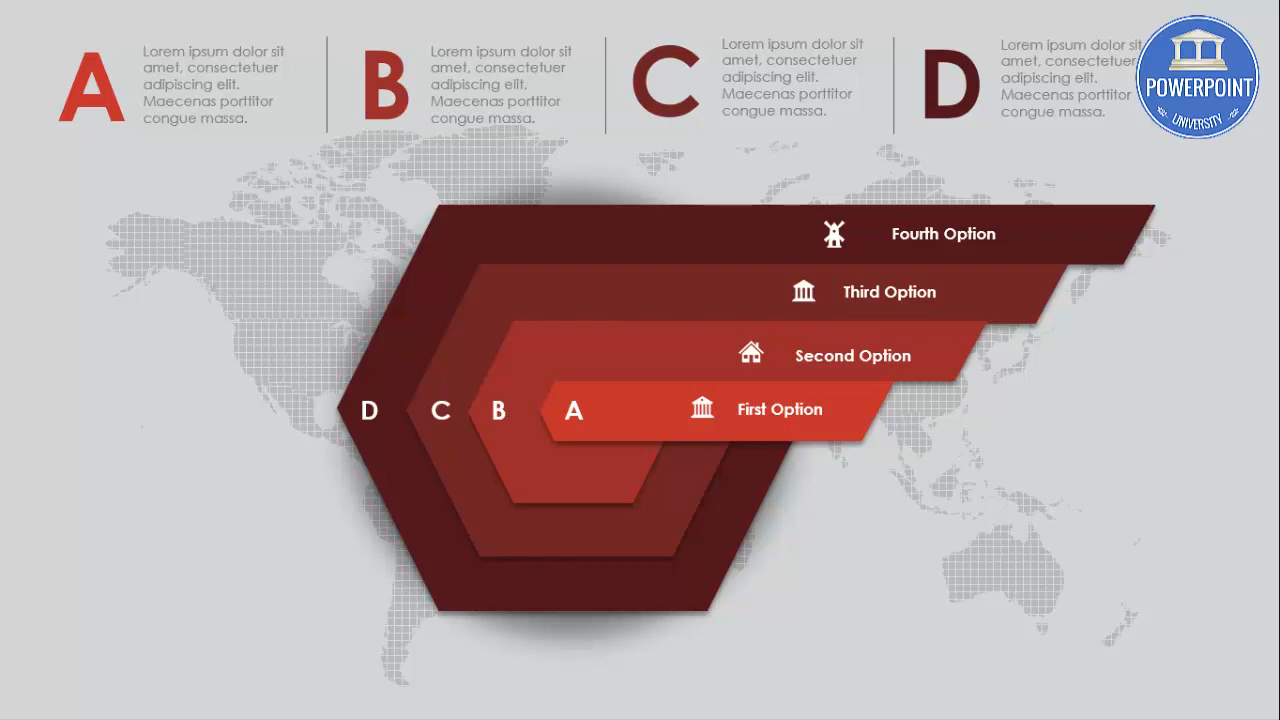 A
Lorem ipsum dolor sit
amet, consectetuer
adipiscing elit.
Maecenas porttitor
congue massa.
B
Lorem ipsum dolor sit
amet, consectetuer
adipiscing elit.
Maecenas porttitor
congue massa.
C
Lorem ipsum dolor sit
amet, consectetuer
adipiscing elit.
Maecenas porttitor
congue massa.
D
Lorem ipsum dolor sit
amet, consectetuer
adipiscing elit.
Maecenas porttitor
congue massa.
POWERPOINT
UNIVERSITY
Fourth Option
Third Option
Second Option
D C B A First Option